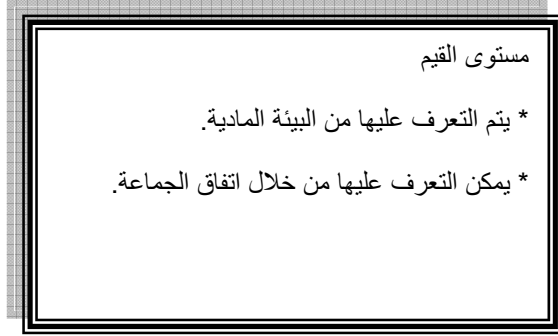 مستوى القيم
* يتم التعرف عليها من البيئة المادية.
* يمكن التعرف عليها من خلال اتفاق الجماعة.